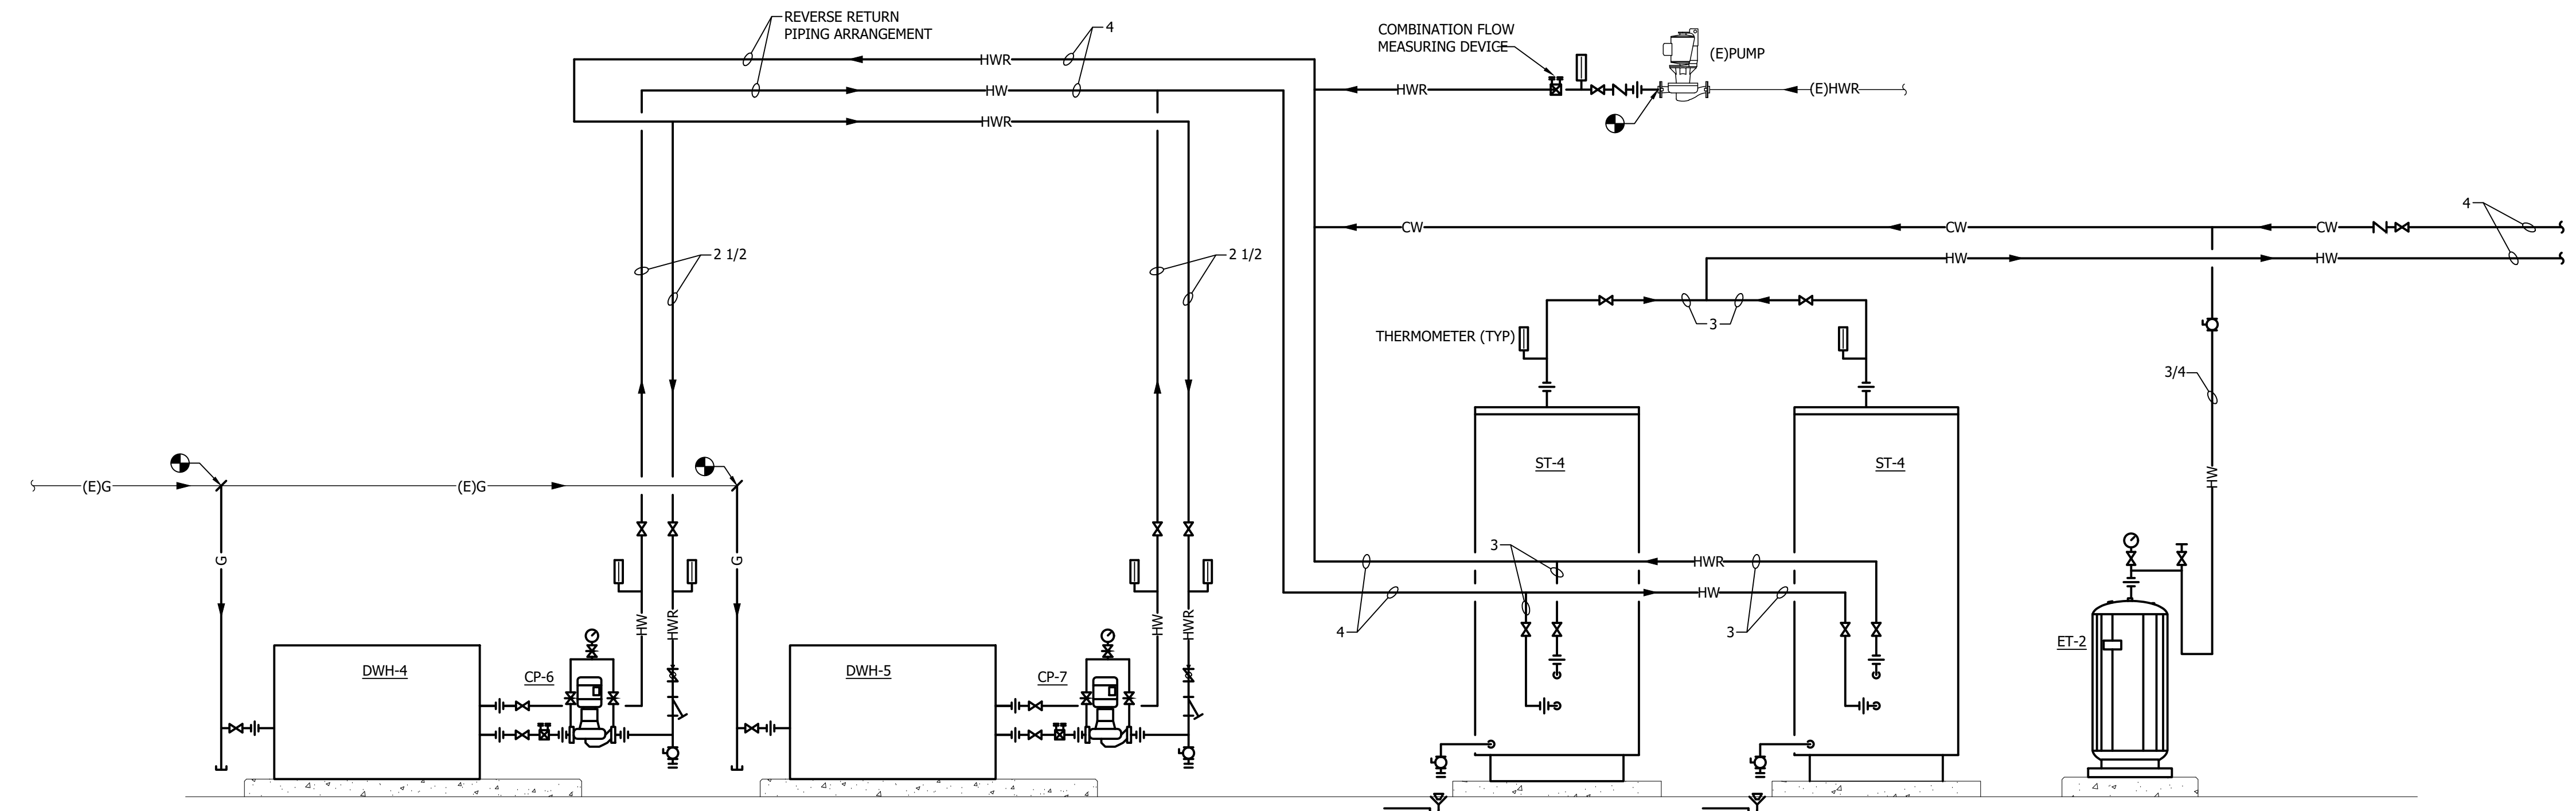 REVERSE RETURN
PIPING ARRANGEMENT
4
COMBINATION FLOW
MEASURING DEVICE
(E)PUMP
HWR
HW
HWR
HWR
(E)HWR
2 1/2
2 1/2
CW
CW
CW
4
HW
HW
3
THERMOMETER (TYP)
3/4
(E)G
(E)G
ST-4
ST-4
HW
G
G
3
HWR
HW
4
3
HW
HWR
HW
HWR
DWH-4
CP-6
DWH-5
CP-7
ET-2